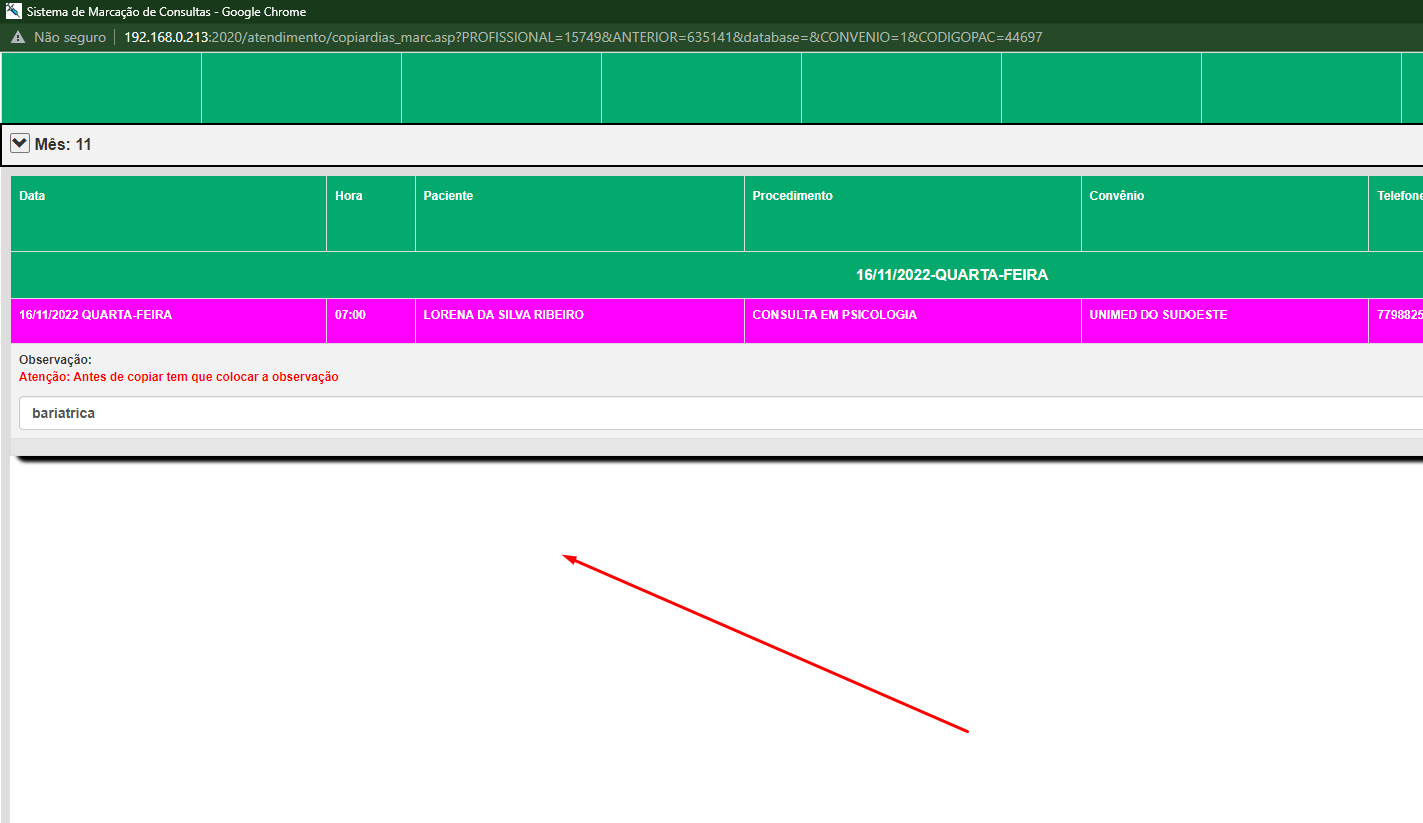 Sistema de Marcação de Consultas - Google Chrome
Não seguro 192.168.0.213:2020/atendimento/copiardias_marc.asp?PROFISSIONAL=15749&ANTERIOR=635141&database=&CONVENIO=1&CODIGOPAC=44697
Mês: 11
Data Hora Paciente Procedimento Convênio Telefone
16/11/2022-QUARTA-FEIRA
16/11/2022 QUARTA-FEIRA 07:00 LORENA DA SILVA RIBEIRO CONSULTA EM PSICOLOGIA UNIMED DO SUDOESTE 7798825
Observação:
Atenção: Antes de copiar tem que colocar a observação
bariatrica